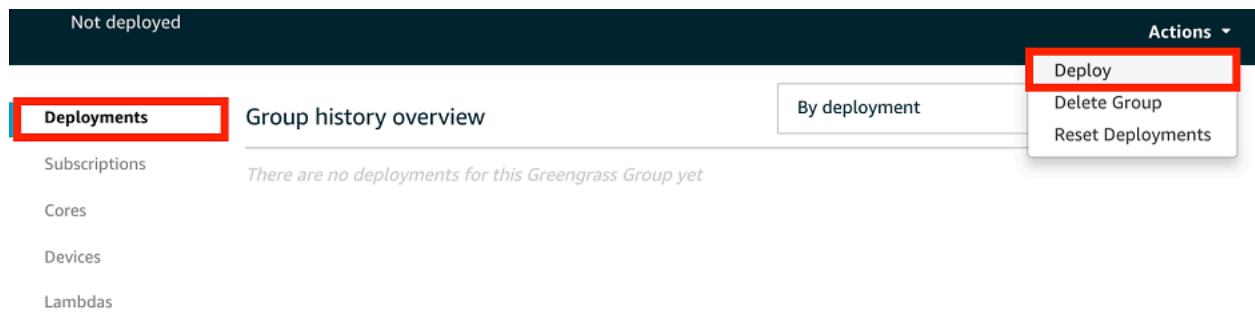 Not deployed
Actions
Deploy
Delete Group
Reset Deployments
Deployments
Subscriptions
Cores
Devices
Lambdas
Group history overview
By deployment
There are no deployments for this Greengrass Group yet